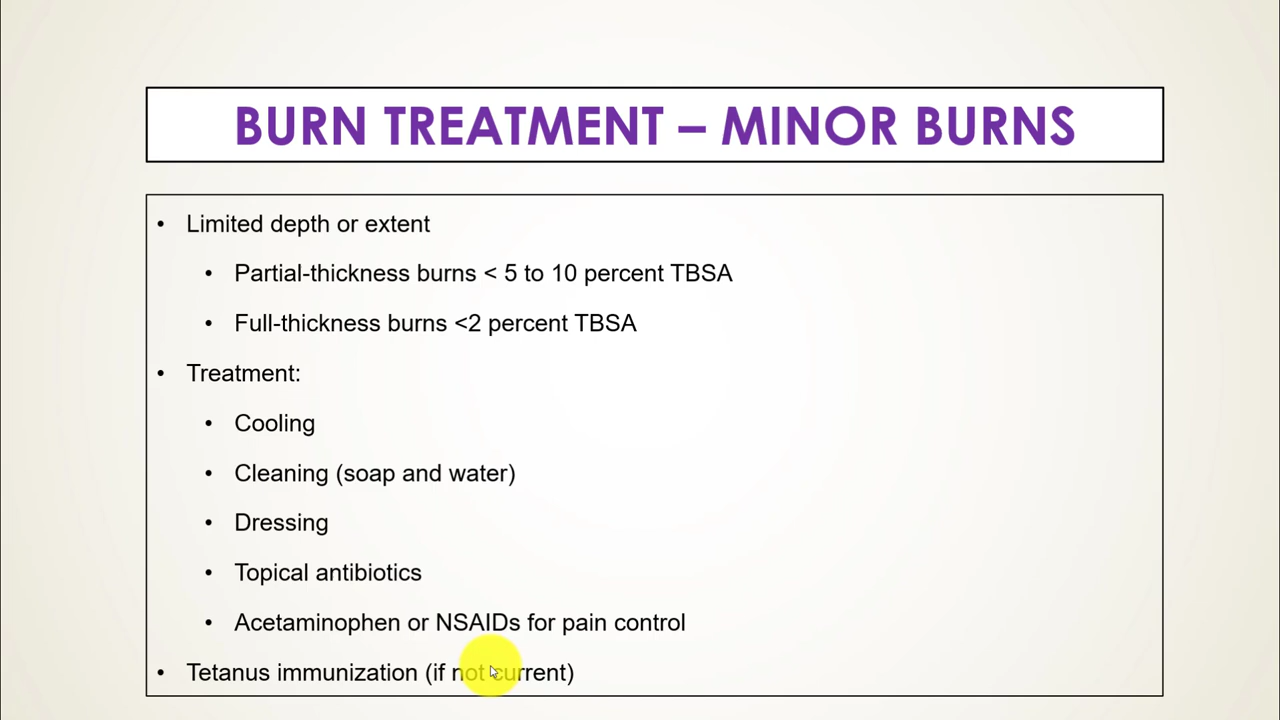 BURN TREATMENT – MINOR BURNS
• Limited depth or extent
• Partial-thickness burns < 5 to 10 percent TBSA
• Full-thickness burns <2 percent TBSA
• Treatment:
• Cooling
• Cleaning (soap and water)
• Dressing
• Topical antibiotics
• Acetaminophen or NSAIDs for pain control
• Tetanus immunization (if not current)